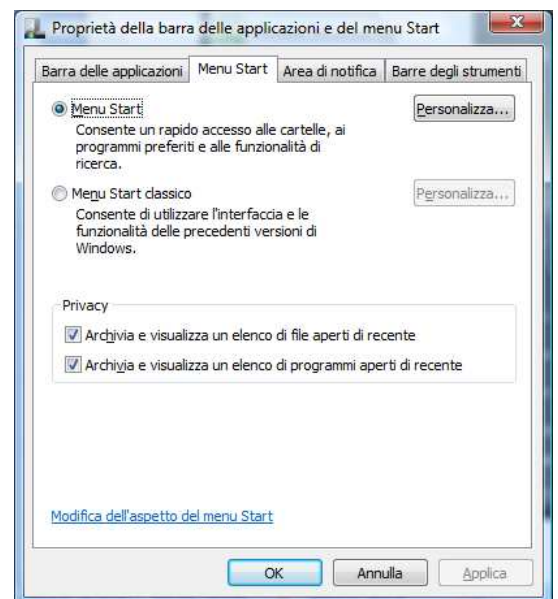 Proprietà della barra delle applicazioni e del menu Start
Barra delle applicazioni
Menu Start
Area di notifica
Barre degli strumenti
Menu Start
Personalizza...
Consente un rapido accesso alle cartelle, ai
programmi preferiti e alle funzionalità di
ricerca.
Menu Start classico
Personalizza...
Consente di utilizzare l'interfaccia e le
funzionalità delle precedenti versioni di
Windows.
Privacy
Archivia e visualizza un elenco di file aperti di recente
Archivia e visualizza un elenco di programmi aperti di recente
Modifica dell'aspetto del menu Start
OK
Annulla
Applica